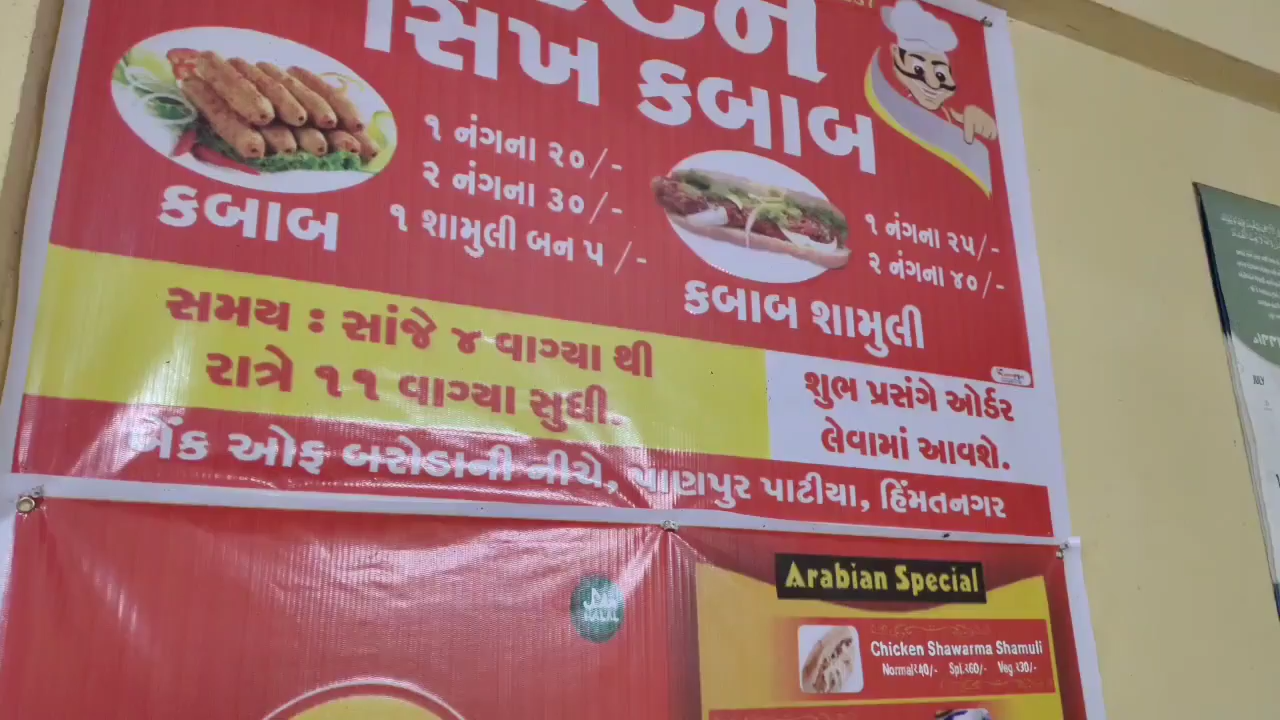 સિખ કબાબ
૧ નંગના ૨૦/-
૨ નંગના ૩૦/-
૧ શામુલી બન ૫/-
કબાબ
૧ નંગના ૨૫/-
૨ નંગના ૪૦/-
કબાબ શામુલી
સમય : સાંજે ૪ વાગ્યા થી
રાત્રે ૧૧ વાગ્યા સુધી.
શુભ પ્રસંગે ઓર્ડર
લેવામાં આવશે.
બેંક ઓફ બરોડાની નીચે, પાણપુર પાટીયા, હિંમતનગર
Arabian Special
Chicken Shawarma Shamuli
Normal ₹40/- Spl.₹60/- Veg ₹30/-
HALAL
JULY